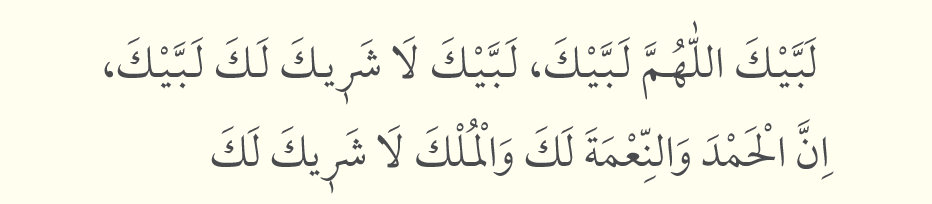 لَبَّيْكَ اللّٰهُمَّ لَبَّيْكَ، لَبَّيْكَ لَا شَرٖيكَ لَكَ لَبَّيْكَ،
اِنَّ الْحَمْدَ وَالنِّعْمَةَ لَكَ وَالْمُلْكَ لَا شَرٖيكَ لَكَ